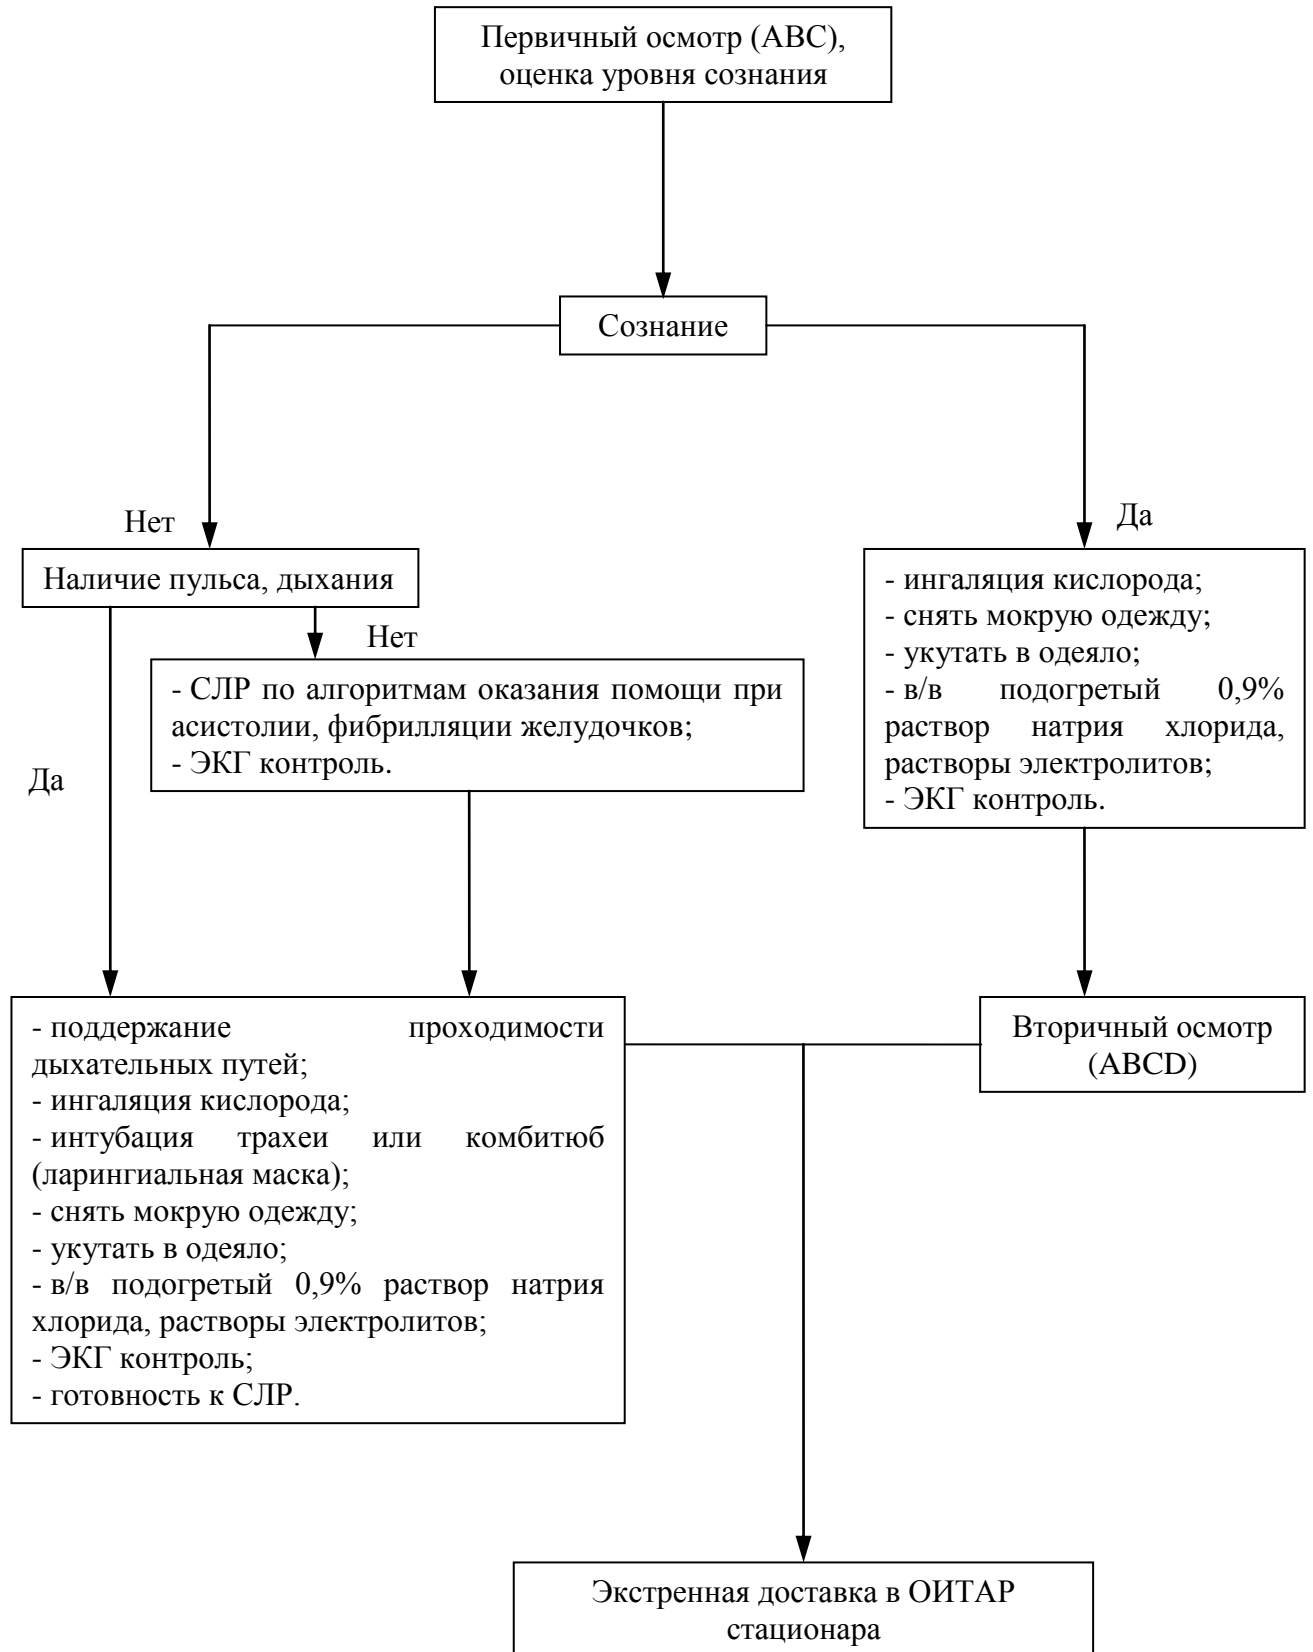 Первичный осмотр (АВС),
оценка уровня сознания
Сознание
Нет
Да
Наличие пульса, дыхания
Нет
- СЛР по алгоритмам оказания помощи при
асистолии, фибрилляции желудочков;
- ЭКГ контроль.
Да
- ингаляция кислорода;
- снять мокрую одежду;
- укутать в одеяло;
- в/в подогретый 0,9%
раствор натрия хлорида,
растворы электролитов;
- ЭКГ контроль.
- поддержание проходимости
дыхательных путей;
- ингаляция кислорода;
- интубация трахеи или комбитюб
(ларингиальная маска);
- снять мокрую одежду;
- укутать в одеяло;
- в/в подогретый 0,9% раствор натрия
хлорида, растворы электролитов;
- ЭКГ контроль;
- готовность к СЛР.
Вторичный осмотр
(ABCD)
Экстренная доставка в ОИТАР
стационара